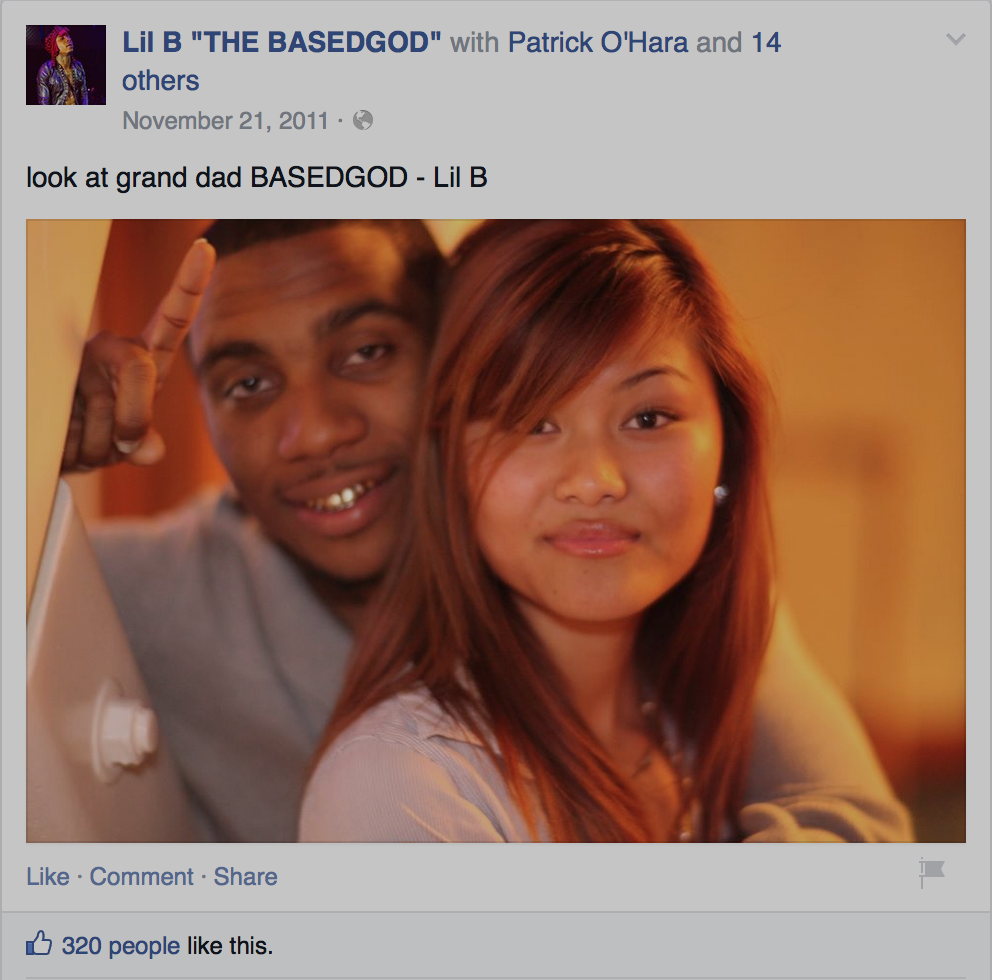 Lil B "THE BASEDGOD" with Patrick O'Hara and 14
others
November 21, 2011 ·
look at grand dad BASEDGOD - Lil B
Like · Comment · Share
320 people like this.